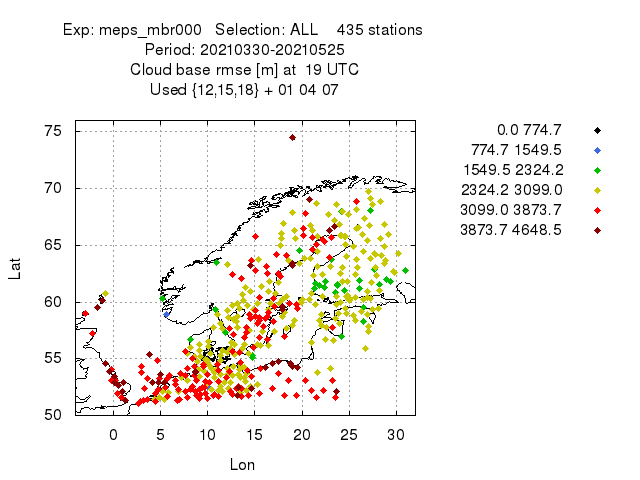 Exp: meps_mbr000 Selection: ALL 435 stations
Period: 20210330-20210525
Cloud base rmse [m] at 19 UTC
Used {12,15,18} + 01 04 07
75
70
65
60
55
50
Lat
0 5 10 15 20 25 30
Lon
0.0 774.7
774.7 1549.5
1549.5 2324.2
2324.2 3099.0
3099.0 3873.7
3873.7 4648.5